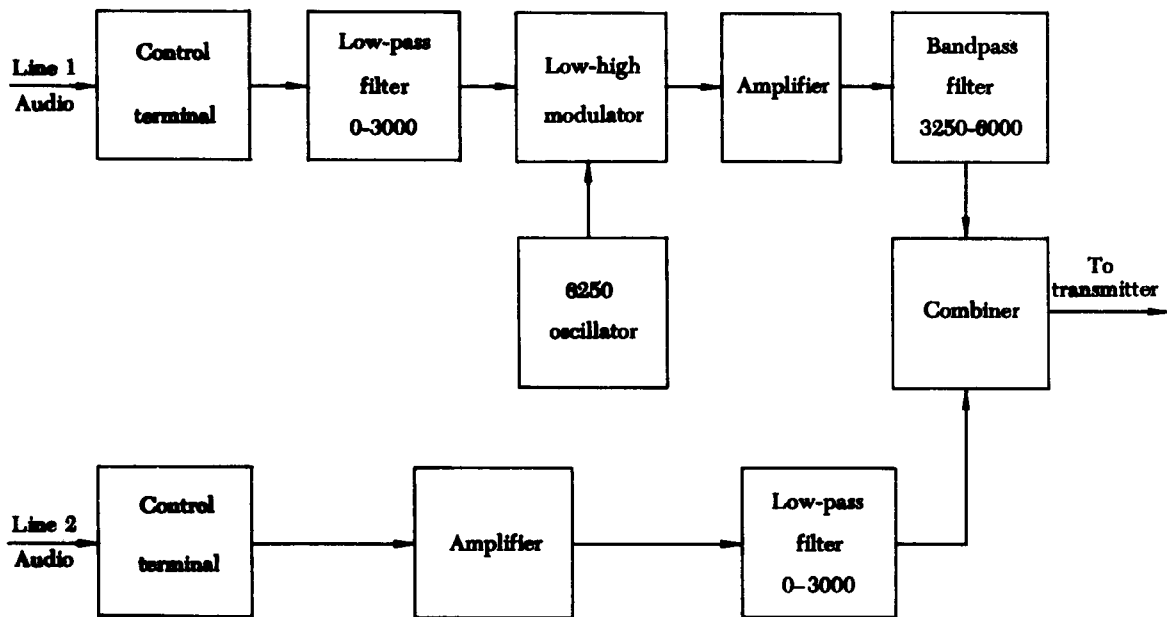 Line 1
Audio
Control
terminal
Low-pass
filter
0-3000
Low-high
modulator
Amplifier
Bandpass
filter
3250-6000
6250
oscillator
Combiner
To
transmitter
Line 2
Audio
Control
terminal
Amplifier
Low-pass
filter
0-3000